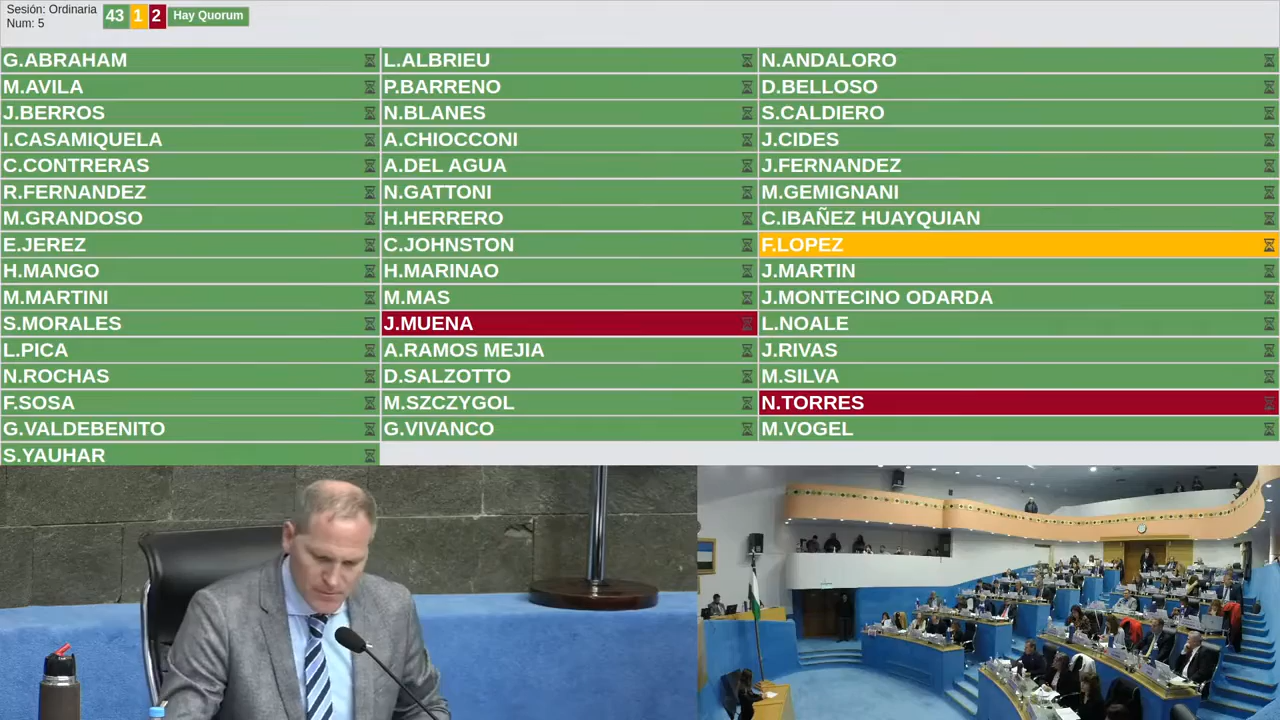 Sesión: Ordinaria
Num: 5
43 1 2 Hay Quorum
G.ABRAHAM L.ALBRIEU N.ANDALORO
M.AVILA P.BARRENO D.BELLOSO
J.BERROS N.BLANES S.CALDIERO
I.CASAMIQUELA A.CHIOCCONI J.CIDES
C.CONTRERAS A.DEL AGUA J.FERNANDEZ
R.FERNANDEZ N.GATTONI M.GEMIGNANI
M.GRANDOSO H.HERRERO C.IBAÑEZ HUAYQUIAN
E.JEREZ C.JOHNSTON F.LOPEZ
H.MANGO H.MARINAO J.MARTIN
M.MARTINI M.MAS J.MONTECINO ODARDA
S.MORALES J.MUENA L.NOALE
L.PICA A.RAMOS MEJIA J.RIVAS
N.ROCHAS D.SALZOTTO M.SILVA
F.SOSA M.SZCZYGOL N.TORRES
G.VALDEBENITO G.VIVANCO M.VOGEL
S.YAUHAR